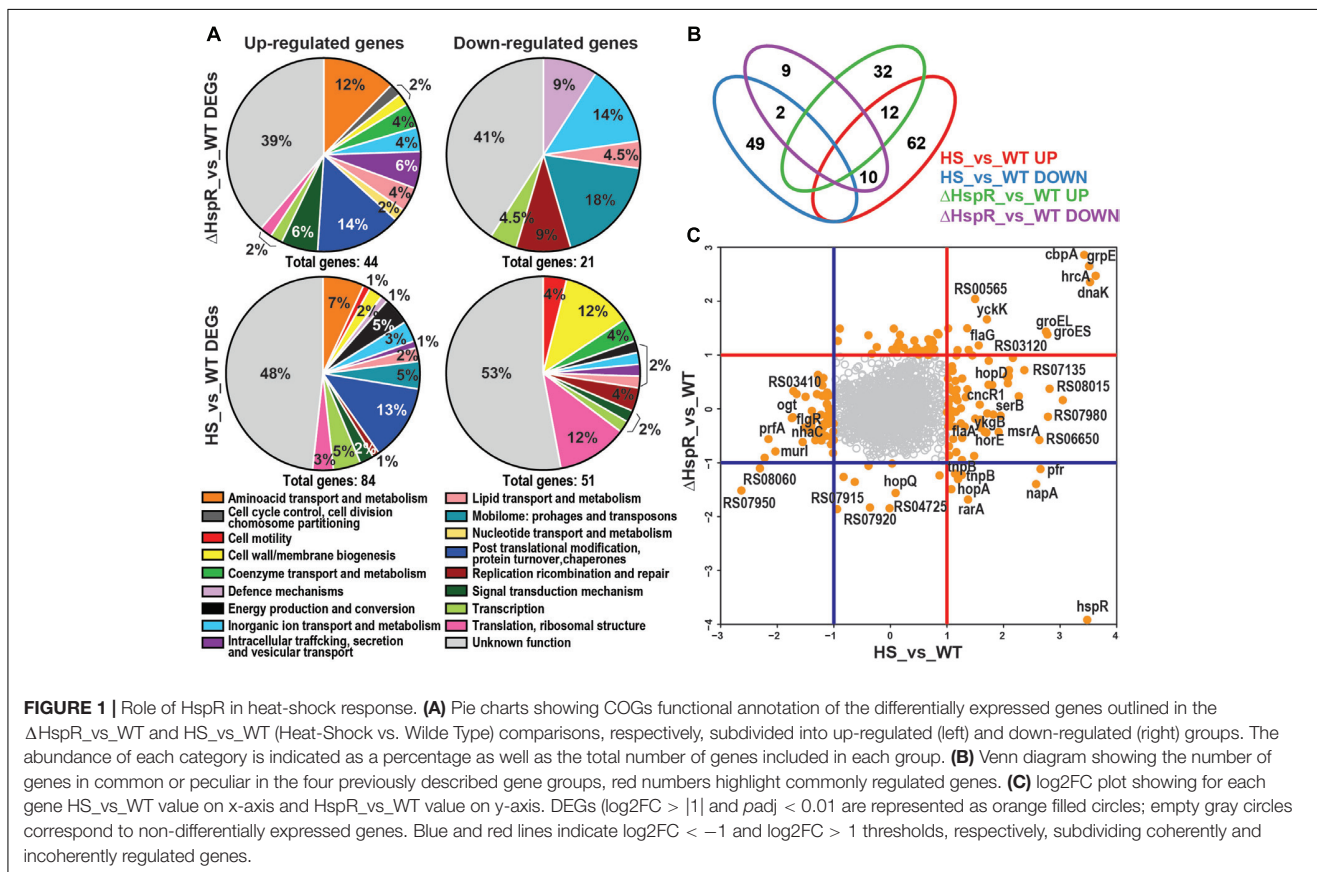 A
Up-regulated genes
Down-regulated genes
ΔHspR_vs_WT DEGs
12%
2%
4%
4%
6%
4%
2%
14%
6%
2%
39%
Total genes: 44
9%
14%
4.5%
18%
9%
4.5%
41%
Total genes: 21
HS_vs_WT DEGs
7%
1%
2%
1%
5%
3%
1%
2%
5%
13%
1%
2%
5%
3%
48%
Total genes: 84
4%
12%
4%
2%
4%
2%
12%
53%
Total genes: 51
Aminoacid transport and metabolism
Cell cycle control, cell division
chomosome partitioning
Cell motility
Cell wall/membrane biogenesis
Coenzyme transport and metabolism
Defence mechanisms
Energy production and conversion
Inorganic ion transport and metabolism
Intracellular traffcking, secretion
and vesicular transport
Lipid transport and metabolism
Mobilome: prophages and transposons
Nucleotide transport and metabolism
Post translational modification,
protein turnover,chaperones
Replication ricombination and repair
Signal transduction mechanism
Transcription
Translation, ribosomal structure
Unknown function
B
9
32
2
12
49
62
10
HS_vs_WT UP
HS_vs_WT DOWN
ΔHspR_vs_WT UP
ΔHspR_vs_WT DOWN
C
ΔHspR_vs_WT
3
2
1
0
−1
−2
−3
−4
cbpA
grpE
hrcA
dnaK
RS00565
yckK
groEL
groES
flaG
RS03120
hopD
RS07135
RS03410
cncR1
RS08015
ogt
serB
flgR
ykgB
RS07980
prfA
nhaC
flaA
msrA
horE
RS06650
murI
tnpB
pfr
RS08060
hopQ
tnpB
RS07950
RS07915
hopA
napA
RS07920
RS04725
rarA
hspR
−3
−2
−1
0
1
2
3
4
HS_vs_WT
FIGURE 1 | Role of HspR in heat-shock response. (A) Pie charts showing COGs functional annotation of the differentially expressed genes outlined in the
ΔHspR_vs_WT and HS_vs_WT (Heat-Shock vs. Wilde Type) comparisons, respectively, subdivided into up-regulated (left) and down-regulated (right) groups. The
abundance of each category is indicated as a percentage as well as the total number of genes included in each group. (B) Venn diagram showing the number of
genes in common or peculiar in the four previously described gene groups, red numbers highlight commonly regulated genes. (C) log2FC plot showing for each
gene HS_vs_WT value on x-axis and HspR_vs_WT value on y-axis. DEGs (log2FC > |1| and padj < 0.01 are represented as orange filled circles; empty gray circles
correspond to non-differentially expressed genes. Blue and red lines indicate log2FC < −1 and log2FC > 1 thresholds, respectively, subdividing coherently and
incoherently regulated genes.